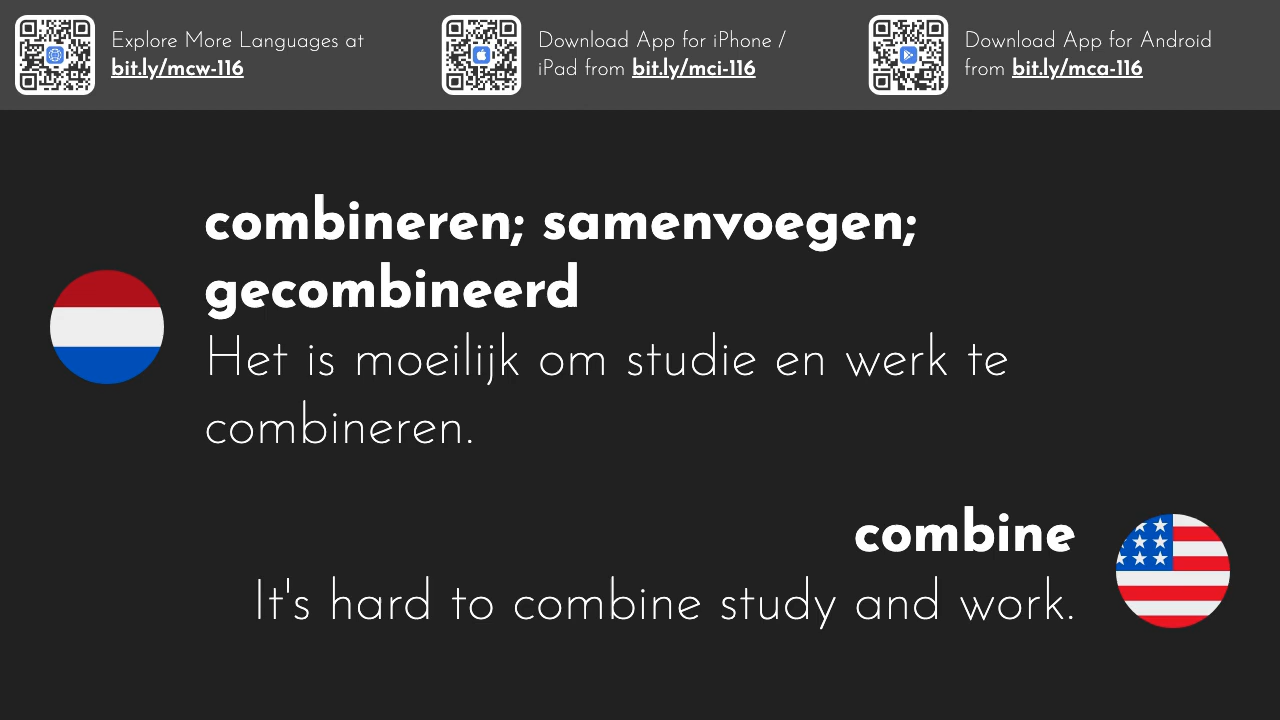 Explore More Languages at
bit.ly/mcw-116
Download App for iPhone /
iPad from bit.ly/mci-116
Download App for Android
from bit.ly/mca-116
combineren; samenvoegen;
gecombineerd
Het is moeilijk om studie en werk te
combineren.
combine
It's hard to combine study and work.